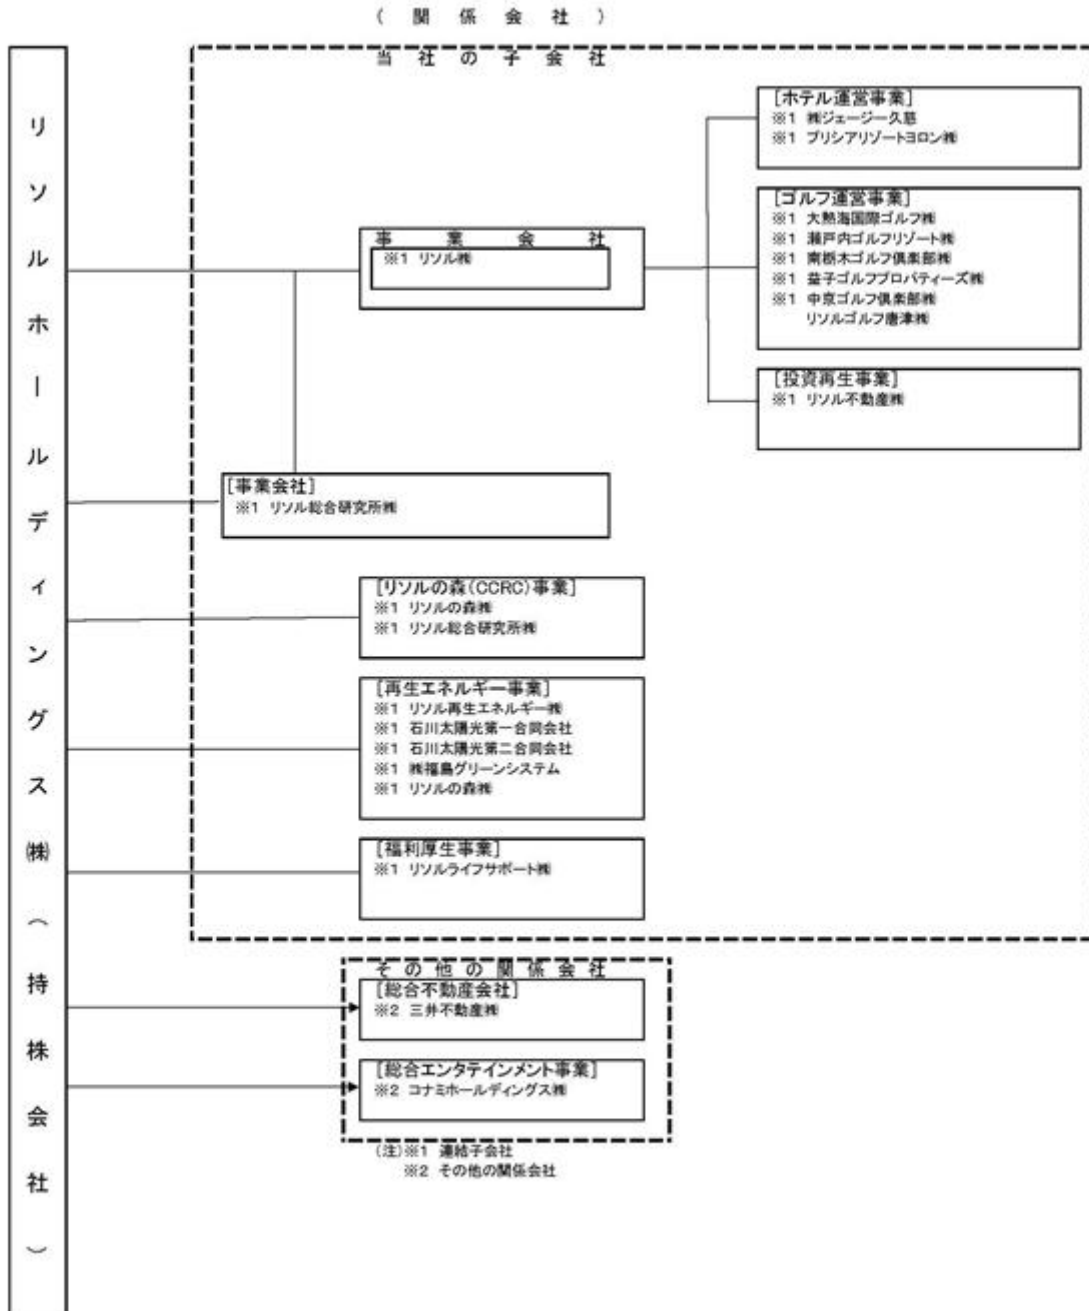 (関係会社)
当社の子会社
リソルホールディングス㈱(持株会社)
[ホテル運営事業]
※1 ㈱ジェージー久慈
※1 プリシアリゾートヨロン㈱
[ゴルフ運営事業]
※1 大熱海国際ゴルフ㈱
※1 瀬戸内ゴルフリゾート㈱
※1 南栃木ゴルフ倶楽部㈱
※1 益子ゴルフプロパティーズ㈱
※1 中京ゴルフ倶楽部㈱
リソルゴルフ唐津㈱
事業会社
※1 リソル㈱
[投資再生事業]
※1 リソル不動産㈱
[事業会社]
※1 リソル総合研究所㈱
[リソルの森(CCRC)事業]
※1 リソルの森㈱
※1 リソル総合研究所㈱
[再生エネルギー事業]
※1 リソル再生エネルギー㈱
※1 石川太陽光第一合同会社
※1 石川太陽光第二合同会社
※1 ㈱福島グリーンシステム
※1 リソルの森㈱
[福利厚生事業]
※1 リソルライフサポート㈱
その他の関係会社
[総合不動産会社]
※2 三井不動産㈱
[総合エンタテインメント事業]
※2 コナミホールディングス㈱
(注)※1 連結子会社
※2 その他の関係会社